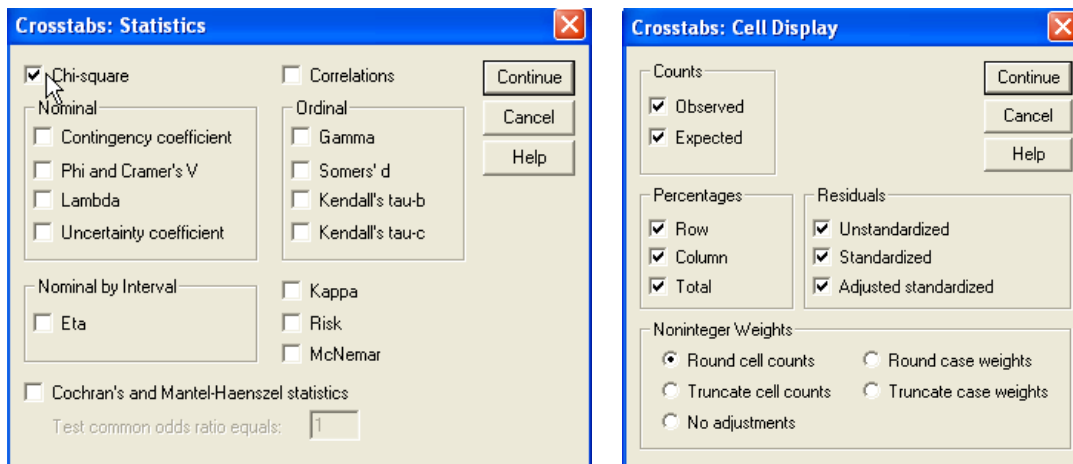 Crosstabs: Statistics
Chi-square
Correlations
Continue
Nominal
Ordinal
Cancel
Contingency coefficient
Gamma
Help
Phi and Cramer's V
Somers' d
Lambda
Kendall's tau-b
Uncertainty coefficient
Kendall's tau-c
Nominal by Interval
Kappa
Eta
Risk
McNemar
Cochran's and Mantel-Haenszel statistics
Test common odds ratio equals: 1
Crosstabs: Cell Display
Counts
Continue
Observed
Cancel
Expected
Help
Percentages
Residuals
Row
Unstandardized
Column
Standardized
Total
Adjusted standardized
Noninteger Weights
Round cell counts
Round case weights
Truncate cell counts
Truncate case weights
No adjustments